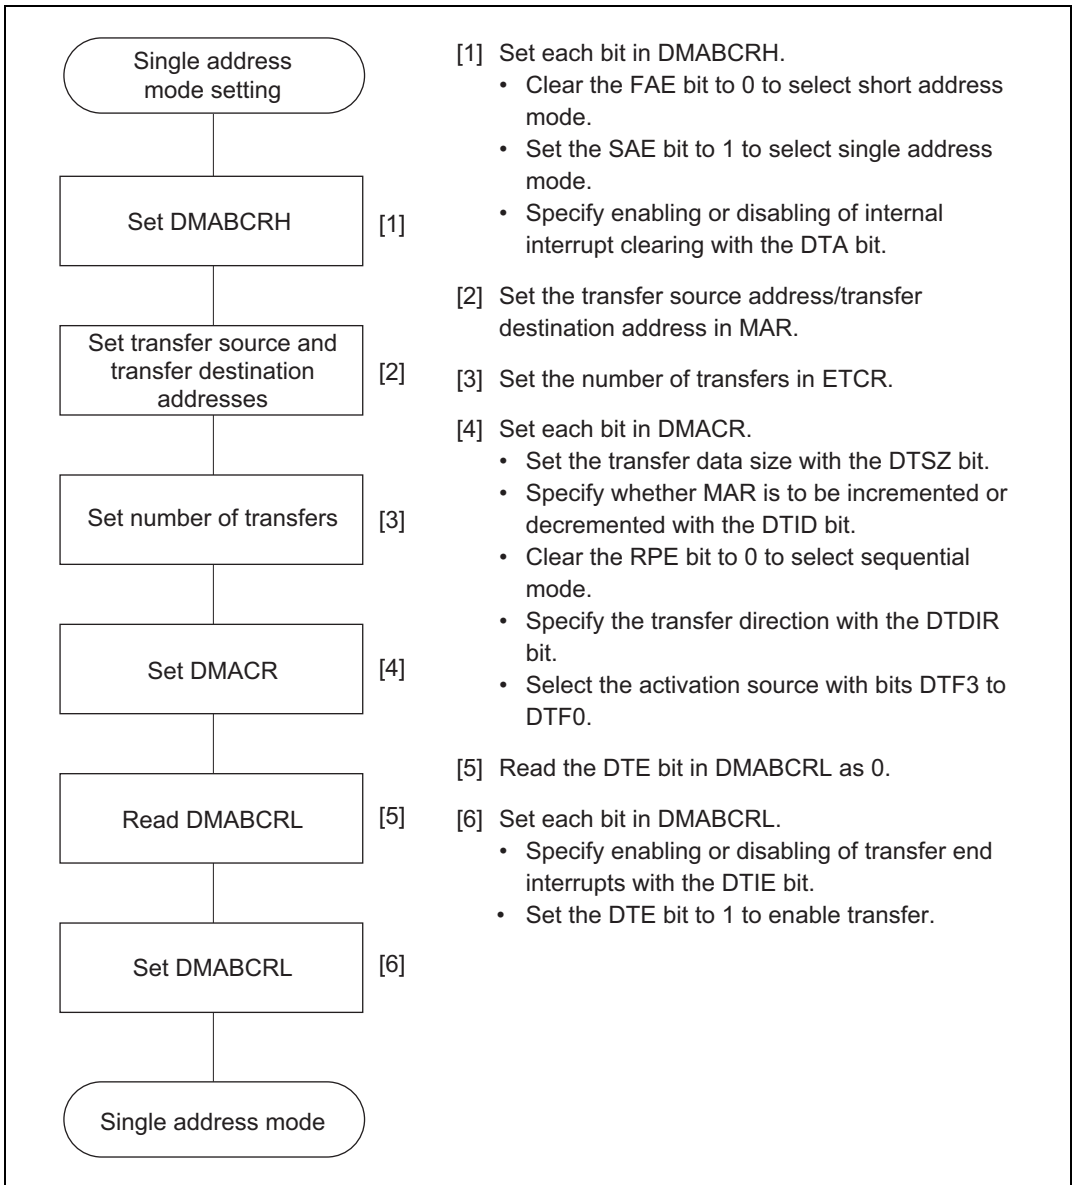 Single address
mode setting
Set DMABCRH
[1]
Set transfer source and
transfer destination
addresses
[2]
Set number of transfers
[3]
Set DMACR
[4]
Read DMABCRL
[5]
Set DMABCRL
[6]
Single address mode
[1] Set each bit in DMABCRH.
• Clear the FAE bit to 0 to select short address
mode.
• Set the SAE bit to 1 to select single address
mode.
• Specify enabling or disabling of internal
interrupt clearing with the DTA bit.
[2] Set the transfer source address/transfer
destination address in MAR.
[3] Set the number of transfers in ETCR.
[4] Set each bit in DMACR.
• Set the transfer data size with the DTSZ bit.
• Specify whether MAR is to be incremented or
decremented with the DTID bit.
• Clear the RPE bit to 0 to select sequential
mode.
• Specify the transfer direction with the DTDIR
bit.
• Select the activation source with bits DTF3 to
DTF0.
[5] Read the DTE bit in DMABCRL as 0.
[6] Set each bit in DMABCRL.
• Specify enabling or disabling of transfer end
interrupts with the DTIE bit.
• Set the DTE bit to 1 to enable transfer.